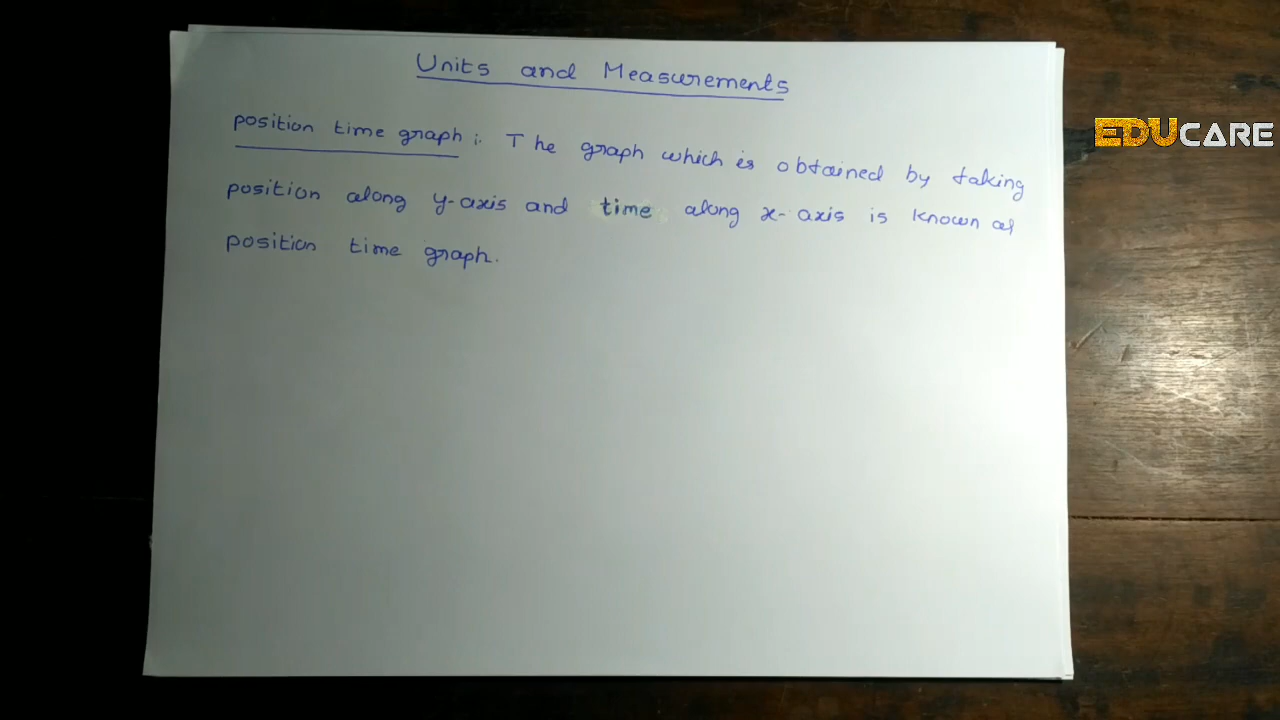 Units and Measurements
position time graph :. The graph which is obtained by taking
position along y-axis and time along x-axis is known as
position time graph.
EDUCARE